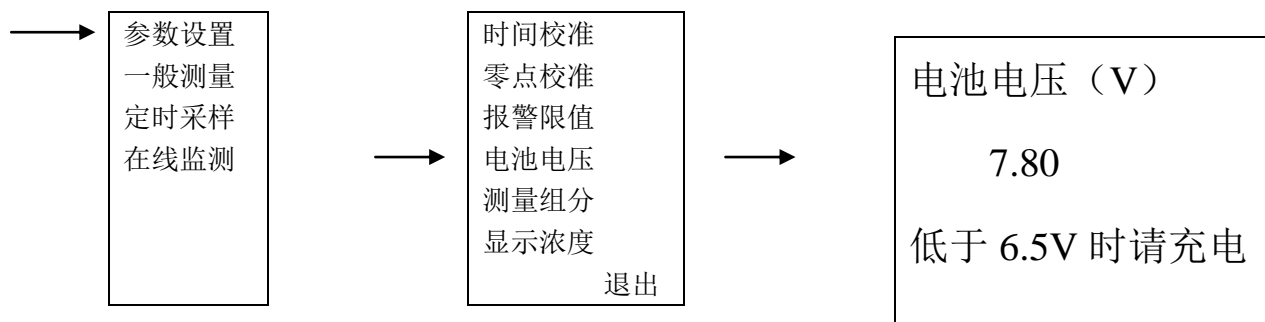 参数设置
一般测量
定时采样
在线监测
时间校准
零点校准
报警限值
电池电压
测量组分
显示浓度
退出
电池电压（V）
7.80
低于 6.5V 时请充电